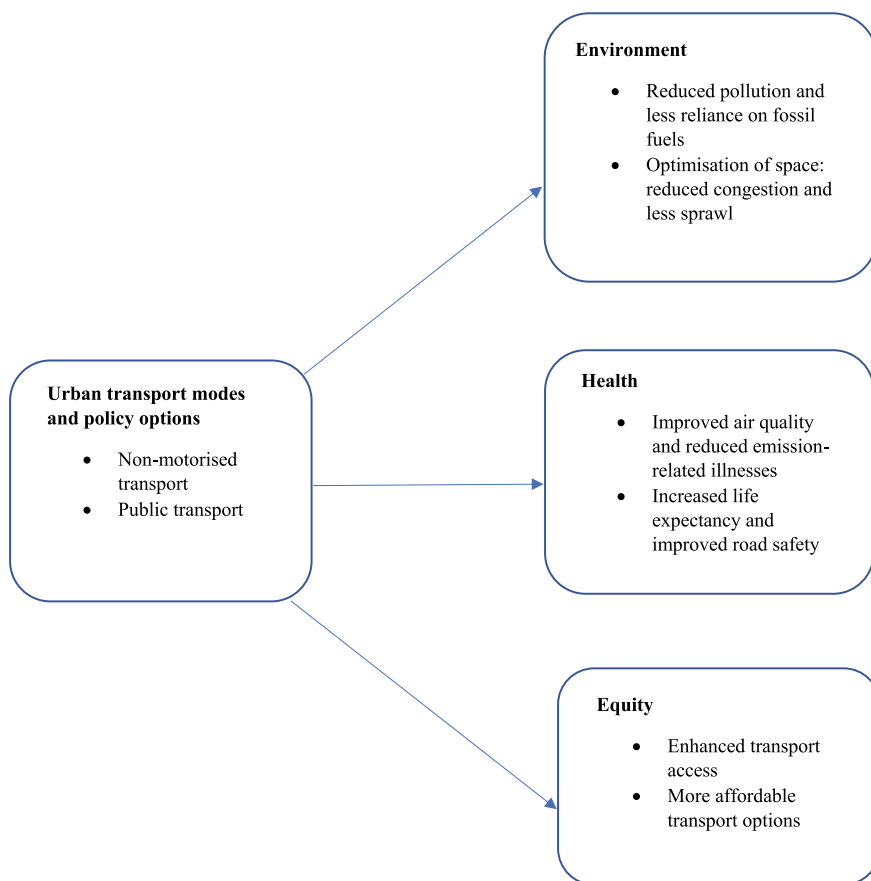 Environment
• Reduced pollution and
less reliance on fossil
fuels
• Optimisation of space:
reduced congestion and
less sprawl
Urban transport modes
and policy options
• Non-motorised
transport
• Public transport
Health
• Improved air quality
and reduced emission-
related illnesses
• Increased life
expectancy and
improved road safety
Equity
• Enhanced transport
access
• More affordable
transport options